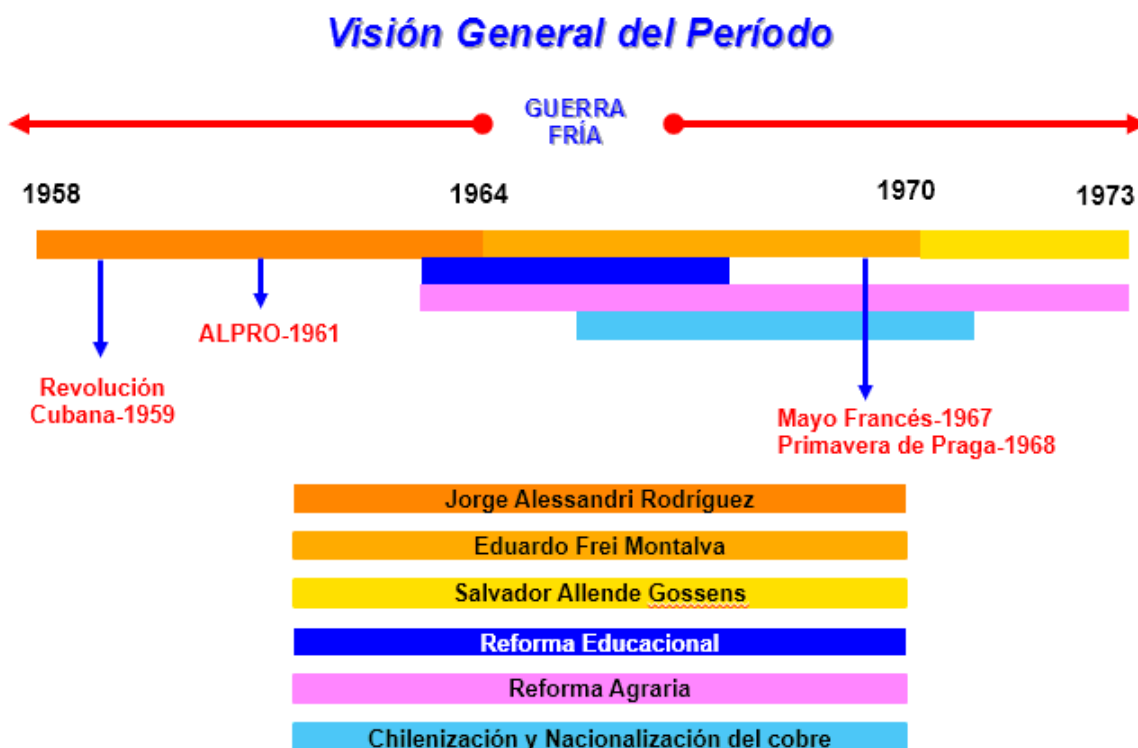 Visión General del Período
GUERRA
FRÍA
1958
1964
1970
1973
ALPRO-1961
Revolución
Cubana-1959
Mayo Francés-1967
Primavera de Praga-1968
Jorge Alessandri Rodríguez
Eduardo Frei Montalva
Salvador Allende Gossens
Reforma Educacional
Reforma Agraria
Chilenización y Nacionalización del cobre